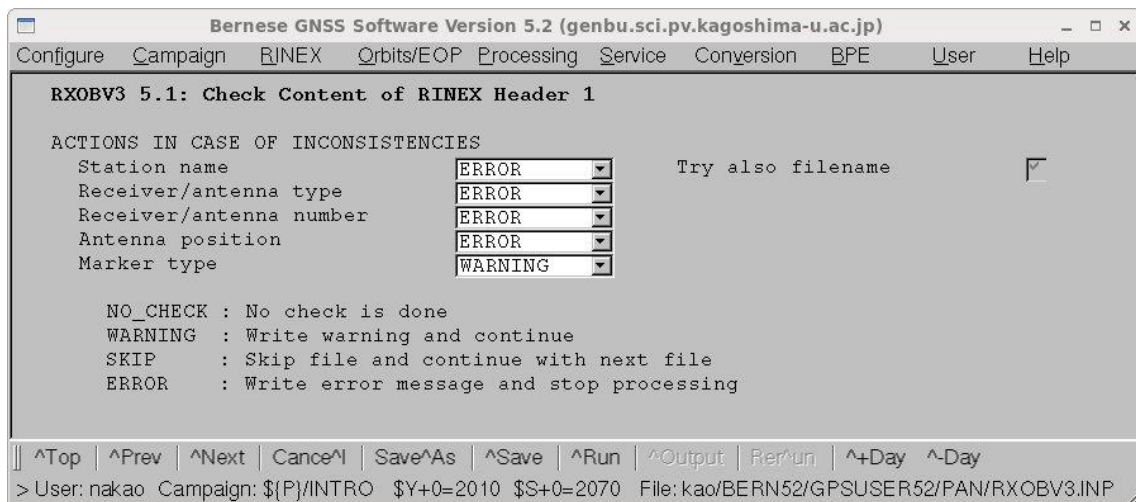 Bernese GNSS Software Version 5.2 (genbu.sci.pv.kagoshima-u.ac.jp)
Configure Campaign RINEX Orbits/EOP Processing Service Conversion BPE User Help
RXOBV3 5.1: Check Content of RINEX Header 1
ACTIONS IN CASE OF INCONSISTENCIES
Station name ERROR Try also filename
Receiver/antenna type ERROR
Receiver/antenna number ERROR
Antenna position ERROR
Marker type WARNING
NO_CHECK : No check is done
WARNING : Write warning and continue
SKIP : Skip file and continue with next file
ERROR : Write error message and stop processing
^Top | ^Prev | ^Next | Cance^l | Save^As | ^Save | ^Run | ^Output | Rer^un | ^+Day ^-Day
> User: nakao Campaign: ${P}/INTRO $Y+0=2010 $S+0=2070 File: kao/BERN52/GPSUSER52/PAN/RXOBV3.INP